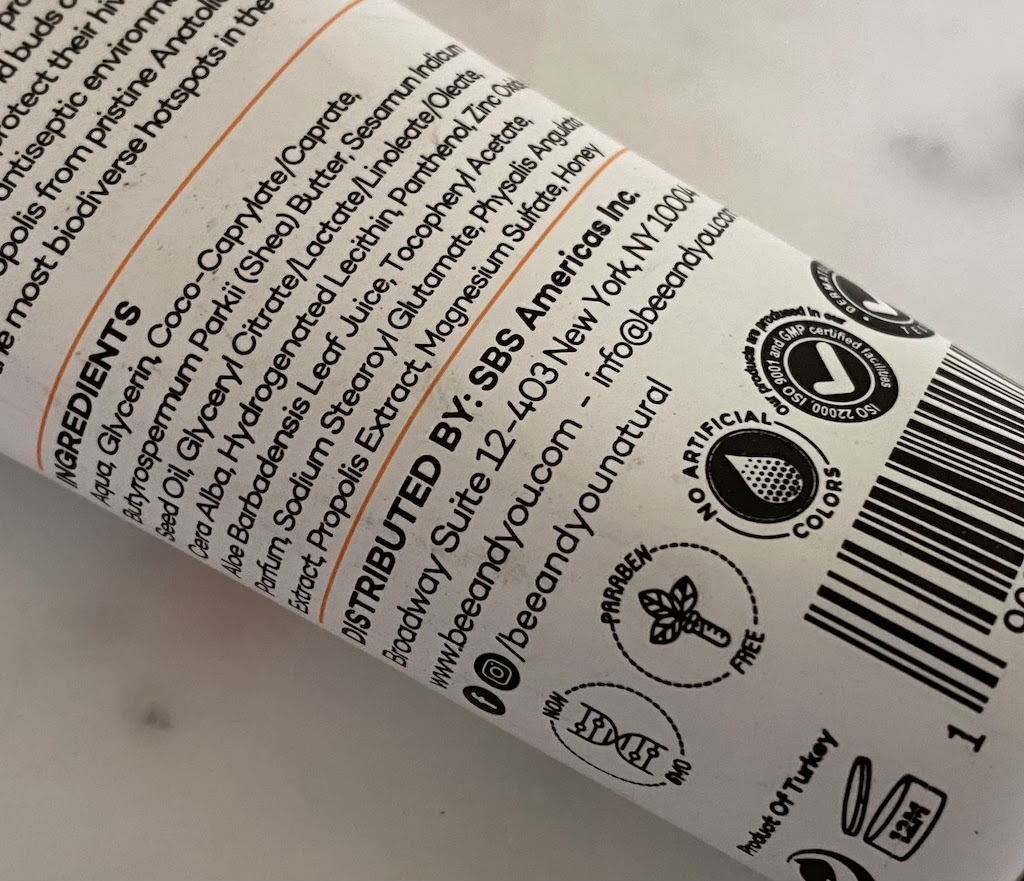 nd buds
protect their
antiseptic
opolis from pristine
most biodiverse hotspots in the
INGREDIENTS
Aqua, Glycerin, Coco-Caprylate/Caprate,
Butyrospermum Parkii (Shea) Butter, Sesamun Indicum
Seed Oil, Glyceryl Citrate/Lactate/Linoleate/Oleate,
Cera Alba, Hydrogenated Lecithin, Panthenol, Zinc Oxide
Aloe Barbadensis Leaf Juice, Tocopheryl Acetate,
Parfum, Sodium Stearoyl Glutamate, Physalis Angulata
Extract, Propolis Extract, Magnesium Sulfate, Honey
DISTRIBUTED BY: SBS Americas Inc.
Broadway Suite 12-403 New York, NY 10004
www.beeandyou.com - info@beeandyou.com
/beeandyounatural
NON
GMO
PARABEN
FREE
NO ARTIFICIAL
COLORS
Our products are produced in our
ISO 22000, ISO 9001 and GMP certified facilities
Product Of Turkey
12M
1